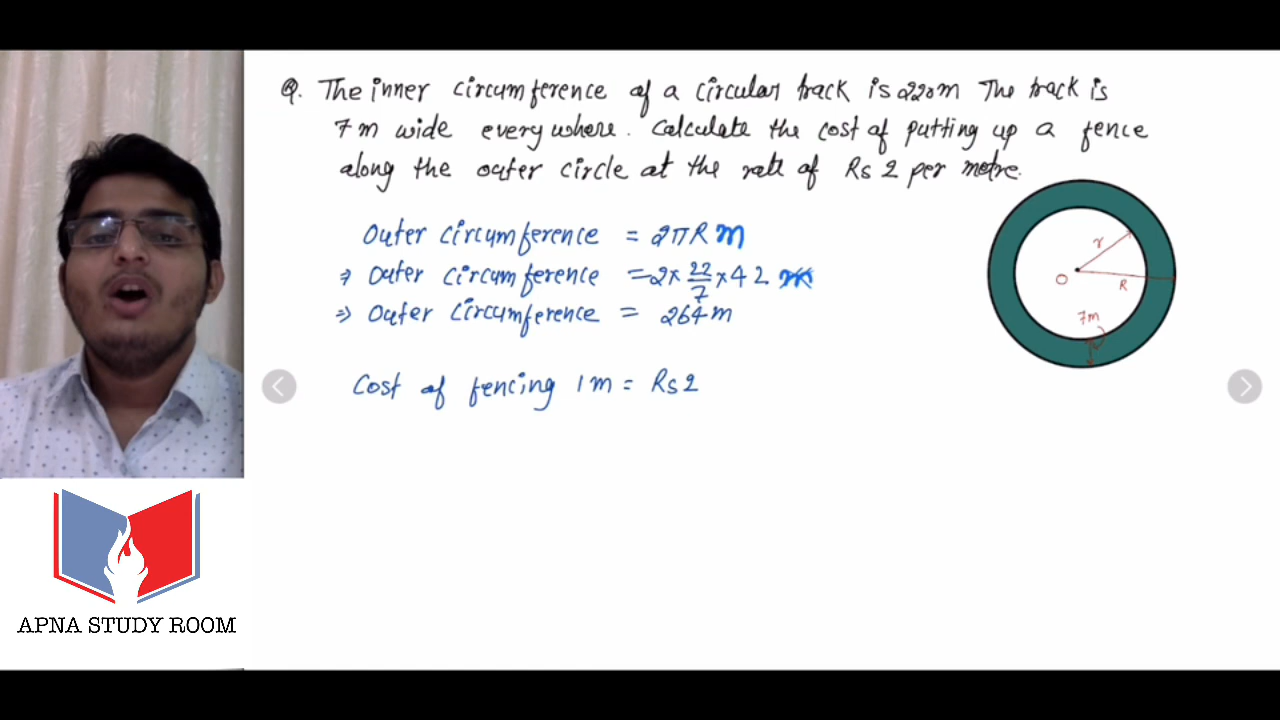 Q. The inner circumference of a circular track is 220m The track is
7m wide everywhere. Calculate the cost of putting up a fence
along the outer circle at the rate of Rs 2 per metre.
Outer circumference = 2πR m
⇒ Outer circumference = 2 × 22/7 × 42 m
⇒ Outer circumference = 264 m
Cost of fencing 1m = Rs 2
r
O
R
7m
APNA STUDY ROOM